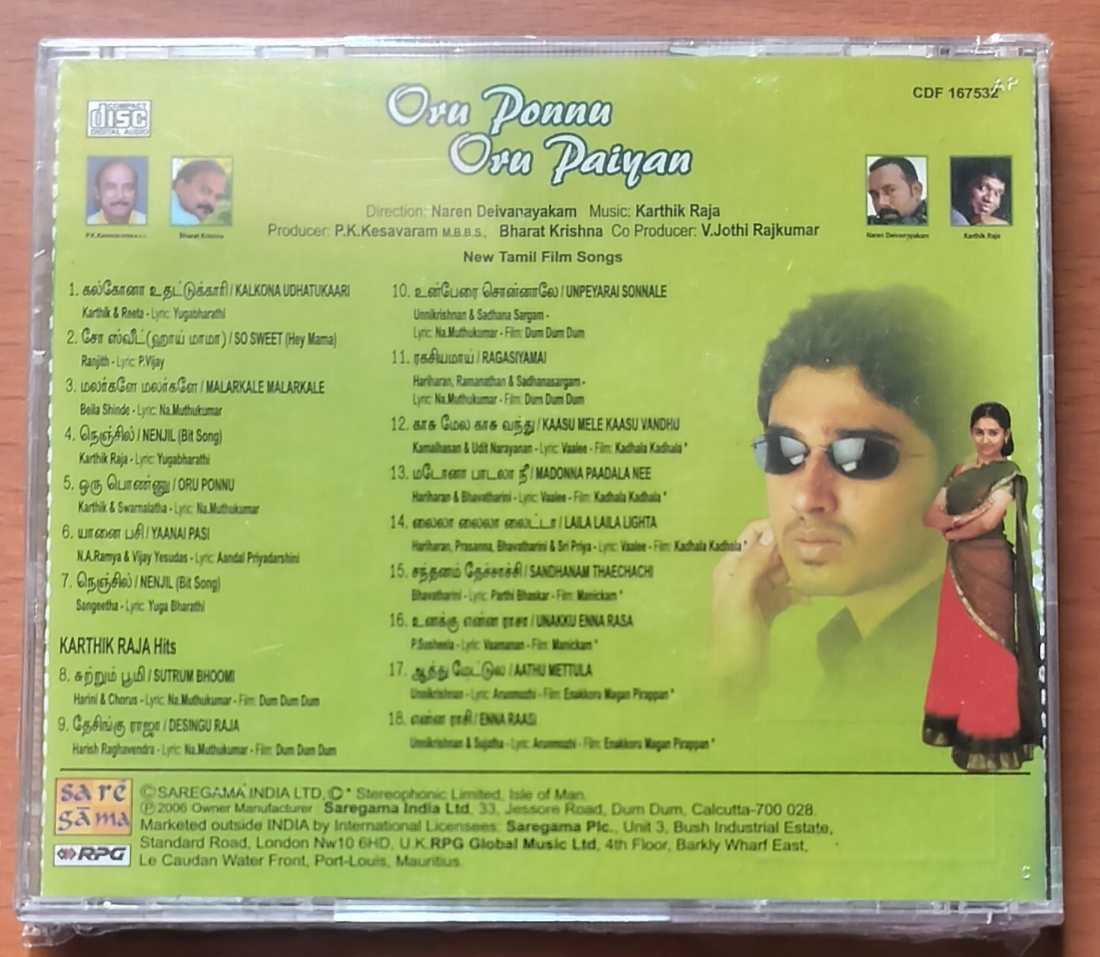 COMPACT
disc
DIGITAL AUDIO
Oru Ponnu
Oru Paiyan
CDF 167532
AP
Bharat Krishna
Naren Deivanayakam
Karthik Raja
Direction: Naren Deivanayakam Music: Karthik Raja
Producer: P.K.Kesavaram M.B.B.S., Bharat Krishna Co Producer: V.Jothi Rajkumar
New Tamil Film Songs
1. கல்கோனா உதட்டுக்காரி / KALKONA UDHATUKAARI
Karthik & Reeta - Lyric: Yugabharathi
2. சோ ஸ்வீட்(ஹாய் மாமா) / SO SWEET (Hey Mama)
Ranjith - Lyric: P.Vijay
3. மலர்களே மலர்களே / MALARKALE MALARKALE
Beila Shinde - Lyric: Na.Muthukumar
4. நெஞ்சில் / NENJIL (Bit Song)
Karthik Raja - Lyric: Yugabharathi
5. ஒரு பொண்ணு / ORU PONNU
Karthik & Swarnalatha - Lyric: Na.Muthukumar
6. யானை பசி / YAANAI PASI
N.A.Ramya & Vijay Yesudas - Lyric: Aandal Priyadarshini
7. நெஞ்சில் / NENJIL (Bit Song)
Sangeetha - Lyric: Yuga Bharathi
KARTHIK RAJA Hits
8. சுற்றும் பூமி / SUTRUM BHOOMI
Harini & Chorus - Lyric: Na.Muthukumar - Film: Dum Dum Dum
9. தேசிங்கு ராஜா / DESINGU RAJA
Harish Raghavendra - Lyric: Na.Muthukumar - Film: Dum Dum Dum
10. உன்பேரை சொன்னாலே / UNPEYARAI SONNALE
Unnikrishnan & Sadhana Sargam -
Lyric: Na.Muthukumar - Film: Dum Dum Dum
11. ரகசியமாய் / RAGASIYAMAI
Hariharan, Ramanathan & Sadhanasargam -
Lyric: Na.Muthukumar - Film: Dum Dum Dum
12. காசு மேல காசு வந்து / KAASU MELE KAASU VANDHU
Kamalhasan & Udit Narayanan - Lyric: Vaalee - Film: Kadhala Kadhala *
13. மடோனா பாடலா நீ / MADONNA PAADALA NEE
Hariharan & Bhavatharini - Lyric: Vaalee - Film: Kadhala Kadhala *
14. லைலா லைலா லைட்டா / LAILA LAILA LIGHTA
Hariharan, Prasanna, Bhavatharini & Sri Priya - Lyric: Vaalee - Film: Kadhala Kadhala *
15. சந்தனம் தேச்சாச்சி / SANDHANAM THAECHACHI
Bhavatharini - Lyric: Parthi Bhaskar - Film: Manickam *
16. உனக்கு என்ன ராசா / UNAKKU ENNA RASA
P.Susheela - Lyric: Vaamanan - Film: Manickam *
17. ஆத்து மேட்டுல / AATHU METTULA
Unnikrishnan - Lyric: Arunmozhi - Film: Enakkoru Magan Pirappan *
18. என்ன ராசி / ENNA RAASI
Unnikrishnan & Sujatha - Lyric: Arunmozhi - Film: Enakkoru Magan Pirappan *
sa rē
gā ma
RPG
© SAREGAMA INDIA LTD, © * Stereophonic Limited, Isle of Man.
℗ 2006 Owner Manufacturer Saregama India Ltd, 33, Jessore Road, Dum Dum, Calcutta-700 028.
Marketed outside INDIA by International Licensees: Saregama Plc., Unit 3, Bush Industrial Estate,
Standard Road, London Nw10 6HD, U.K.RPG Global Music Ltd, 4th Floor, Barkly Wharf East,
Le Caudan Water Front, Port-Louis, Mauritius.